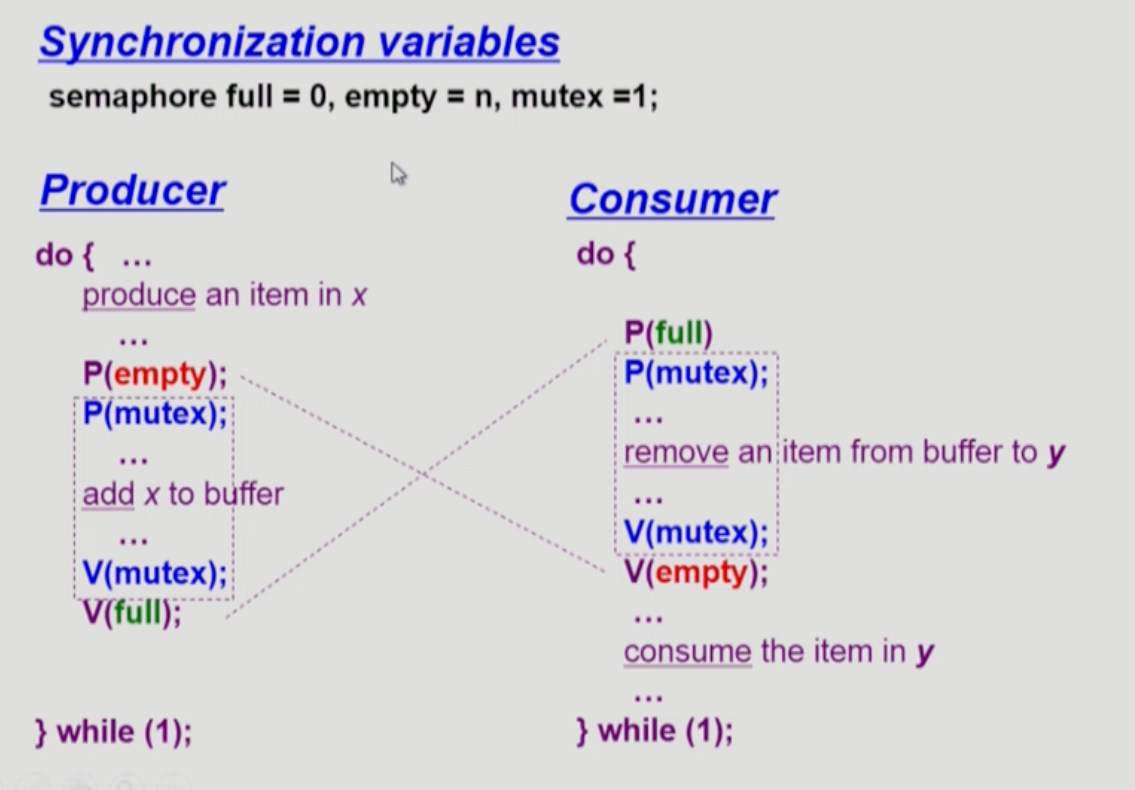 Synchronization variables
semaphore full = 0, empty = n, mutex =1;
Producer
do { ...
produce an item in x
...
P(empty);
P(mutex);
...
add x to buffer
...
V(mutex);
V(full);
} while (1);
Consumer
do {
P(full)
P(mutex);
...
remove an item from buffer to y
...
V(mutex);
V(empty);
...
consume the item in y
...
} while (1);